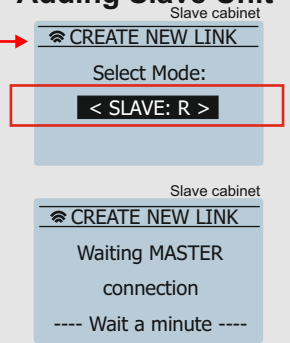 Adding Slave Unit
Slave cabinet
CREATE NEW LINK
Select Mode:
< SLAVE: R >
Slave cabinet
CREATE NEW LINK
Waiting MASTER
connection
---- Wait a minute ----